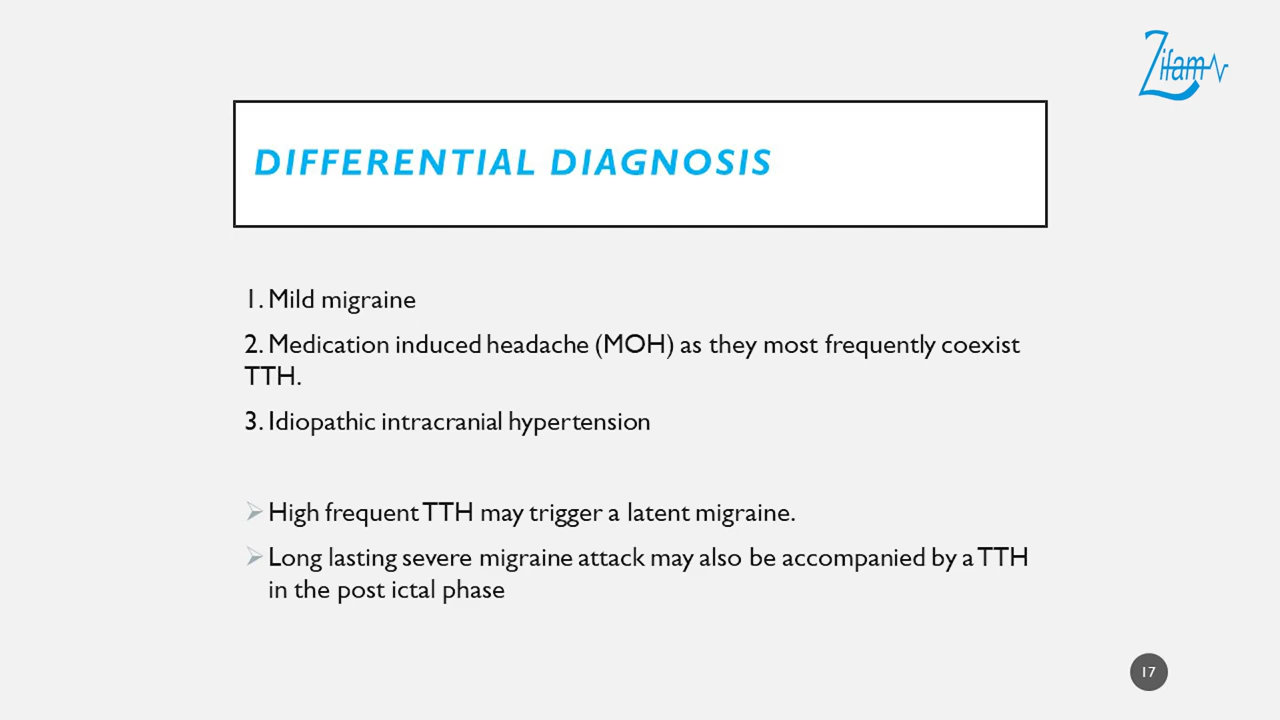 Zifam
DIFFERENTIAL DIAGNOSIS
1. Mild migraine
2. Medication induced headache (MOH) as they most frequently coexist
TTH.
3. Idiopathic intracranial hypertension
High frequent TTH may trigger a latent migraine.
Long lasting severe migraine attack may also be accompanied by a TTH
in the post ictal phase
17